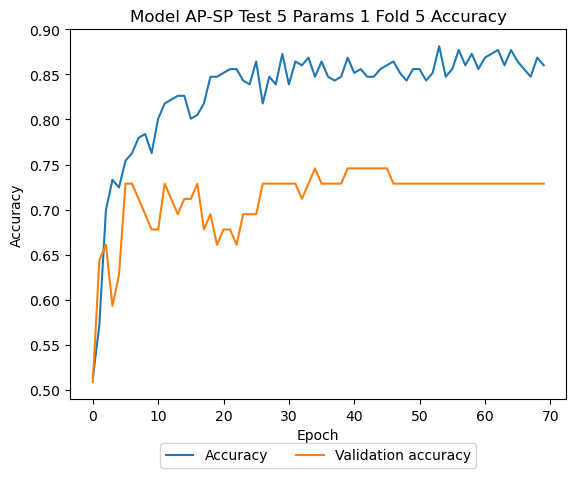 Model AP-SP Test 5 Params 1 Fold 5 Accuracy
0.90
0.85
0.80
0.75
0.70
0.65
0.60
0.55
0.50
Accuracy
0 10 20 30 40 50 60 70
Epoch
Accuracy Validation accuracy